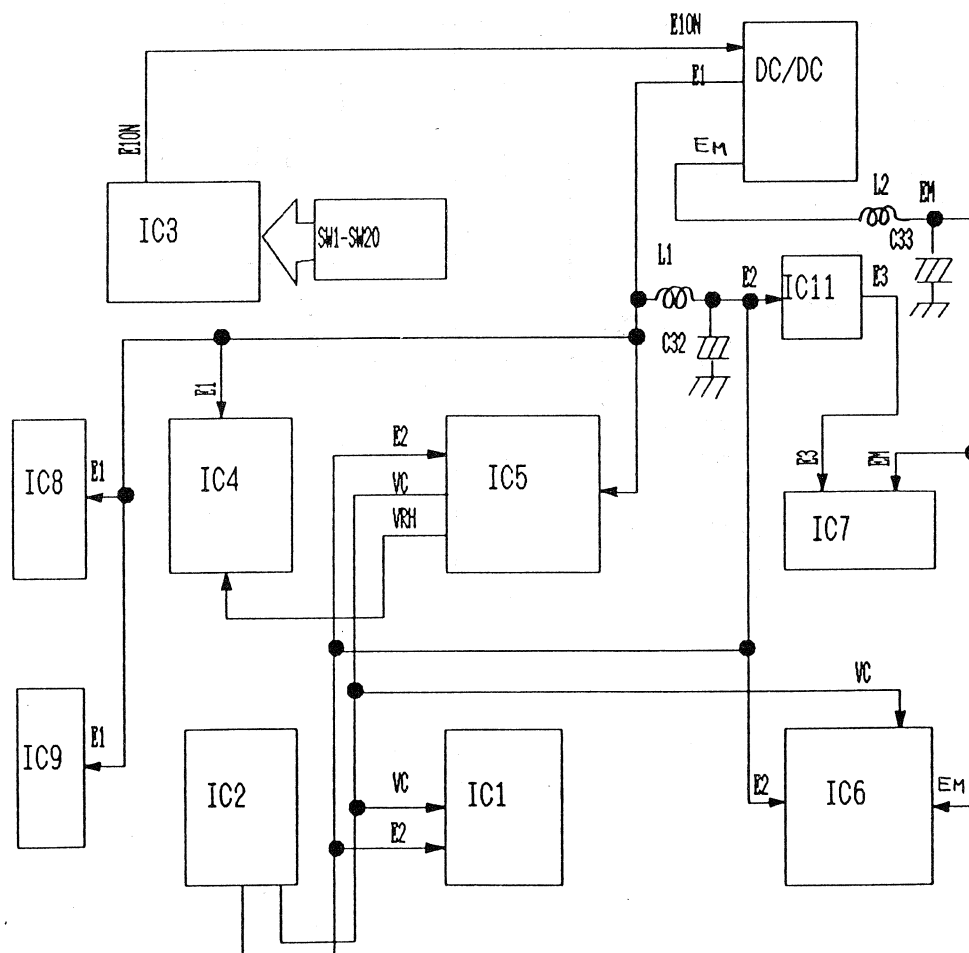 E1ON
DC/DC
E1
E1ON
EM
L2
EM
IC3
SW1-SW20
C33
L1
E2
IC11
E3
C32
E1
E2
E3
EM
IC8
E1
IC4
VC
IC5
VRH
IC7
VC
E1
IC9
IC2
VC
IC1
E2
IC6
EM
E2